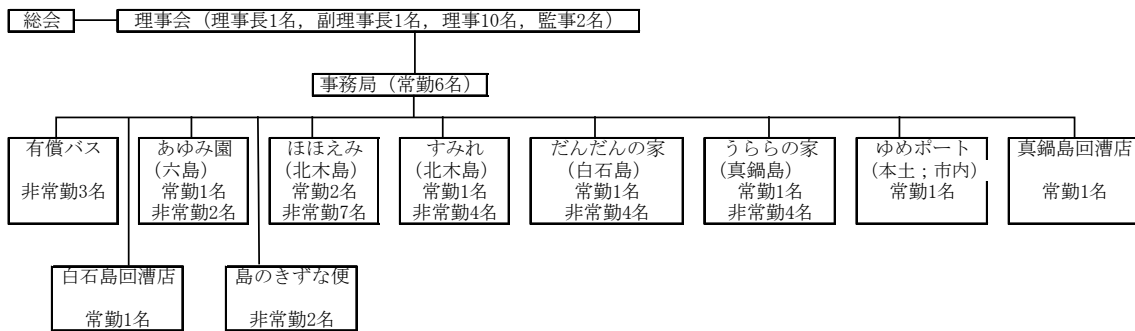 総会
理事会（理事長1名，副理事長1名，理事10名，監事2名）
事務局（常勤6名）
有償バス
非常勤3名
あゆみ園
（六島）
常勤1名
非常勤2名
ほほえみ
（北木島）
常勤2名
非常勤7名
すみれ
（北木島）
常勤1名
非常勤4名
だんだんの家
（白石島）
常勤1名
非常勤4名
うららの家
（真鍋島）
常勤1名
非常勤4名
ゆめポート
（本土；市内）
常勤1名
真鍋島回漕店
常勤1名
白石島回漕店
常勤1名
島のきずな便
非常勤2名